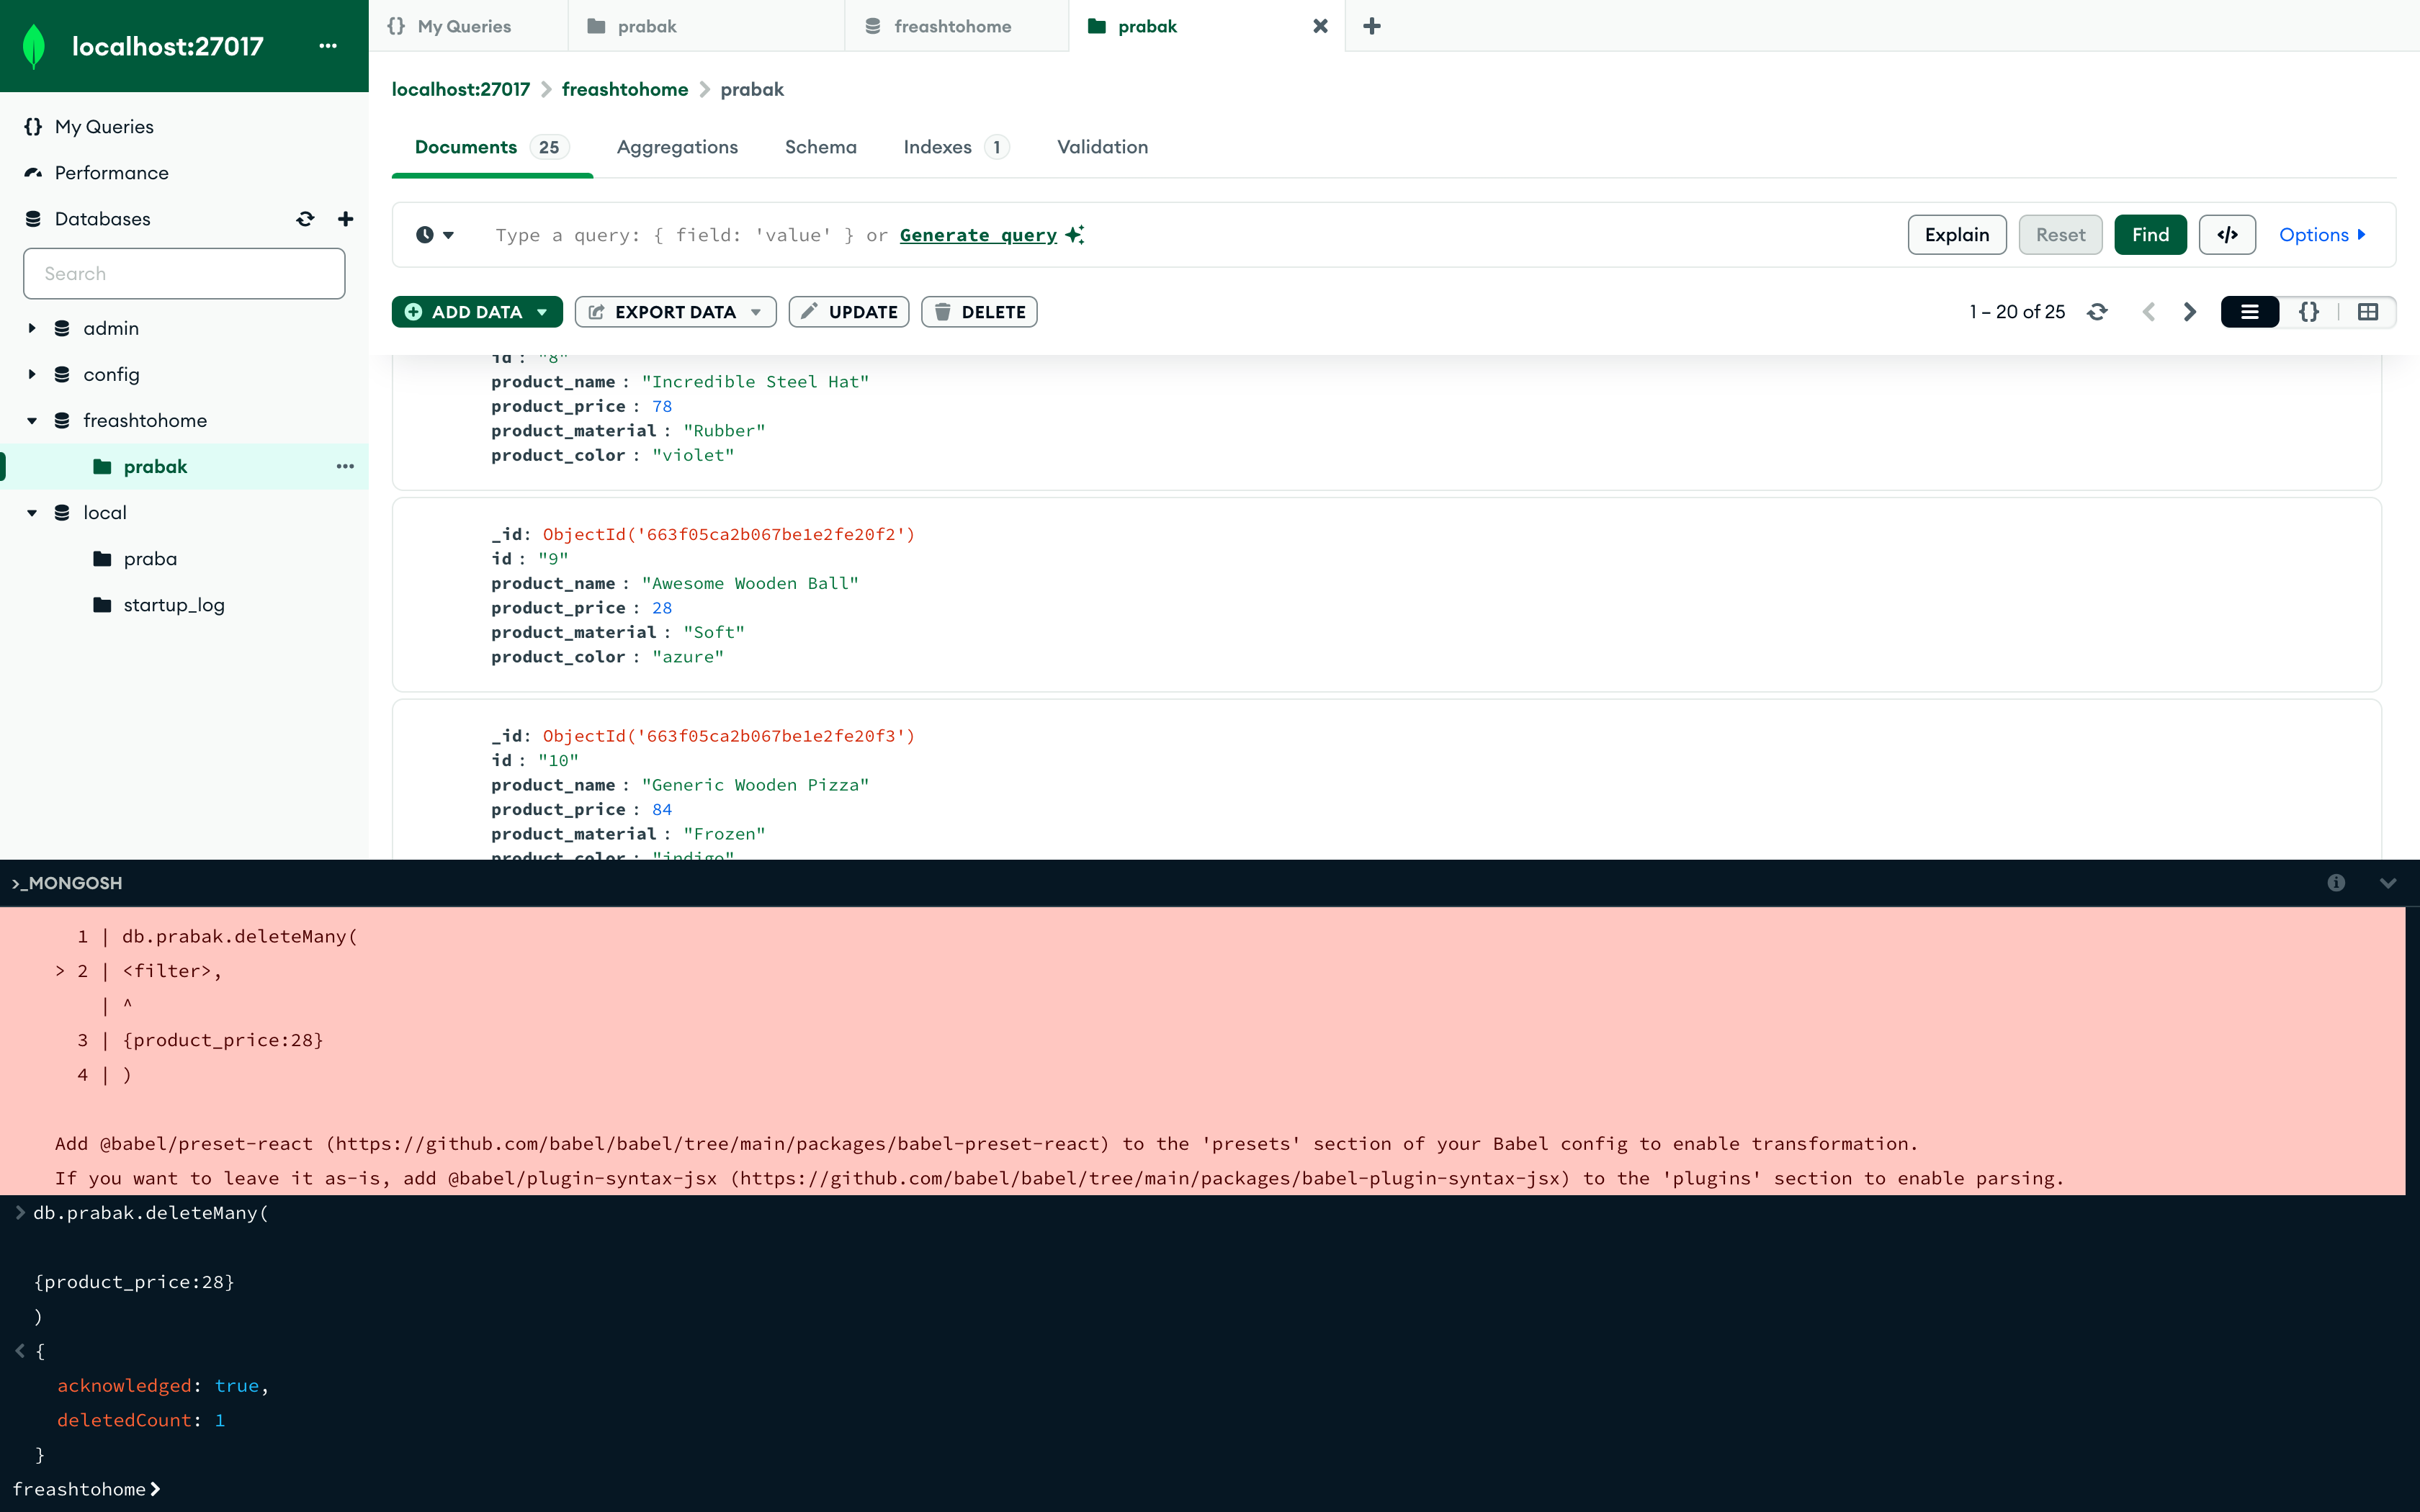 localhost:27017
My Queries
prabak
freashtohome
prabak
My Queries
Performance
Databases
Search
admin
config
freashtohome
prabak
local
praba
startup_log
localhost:27017 > freashtohome > prabak
Documents 25 Aggregations Schema Indexes 1 Validation
Type a query: { field: 'value' } or Generate query
Explain Reset Find </> Options
ADD DATA EXPORT DATA UPDATE DELETE
1 – 20 of 25
{}
id : "8"
product_name : "Incredible Steel Hat"
product_price : 78
product_material : "Rubber"
product_color : "violet"
_id: ObjectId('663f05ca2b067be1e2fe20f2')
id : "9"
product_name : "Awesome Wooden Ball"
product_price : 28
product_material : "Soft"
product_color : "azure"
_id: ObjectId('663f05ca2b067be1e2fe20f3')
id : "10"
product_name : "Generic Wooden Pizza"
product_price : 84
product_material : "Frozen"
product_color : "indigo"
>_MONGOSH
1 | db.prabak.deleteMany(
> 2 | <filter>,
| ^
3 | {product_price:28}
4 | )
Add @babel/preset-react (https://github.com/babel/babel/tree/main/packages/babel-preset-react) to the 'presets' section of your Babel config to enable transformation.
If you want to leave it as-is, add @babel/plugin-syntax-jsx (https://github.com/babel/babel/tree/main/packages/babel-plugin-syntax-jsx) to the 'plugins' section to enable parsing.
> db.prabak.deleteMany(
{product_price:28}
)
< {
acknowledged: true,
deletedCount: 1
}
freashtohome>